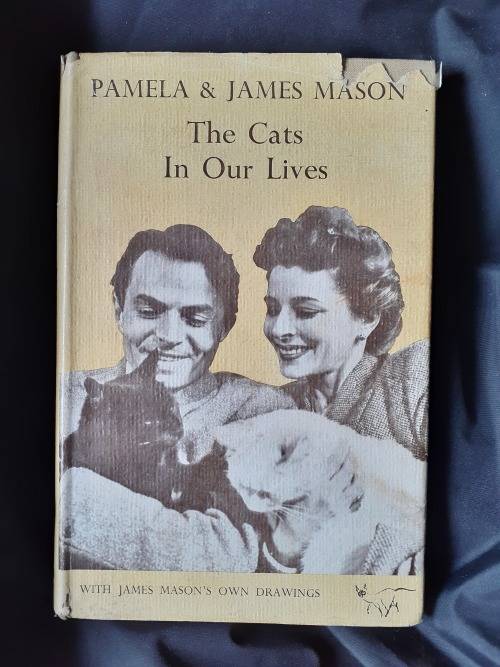 PAMELA & JAMES MASON
The Cats
In Our Lives
WITH JAMES MASON'S OWN DRAWINGS